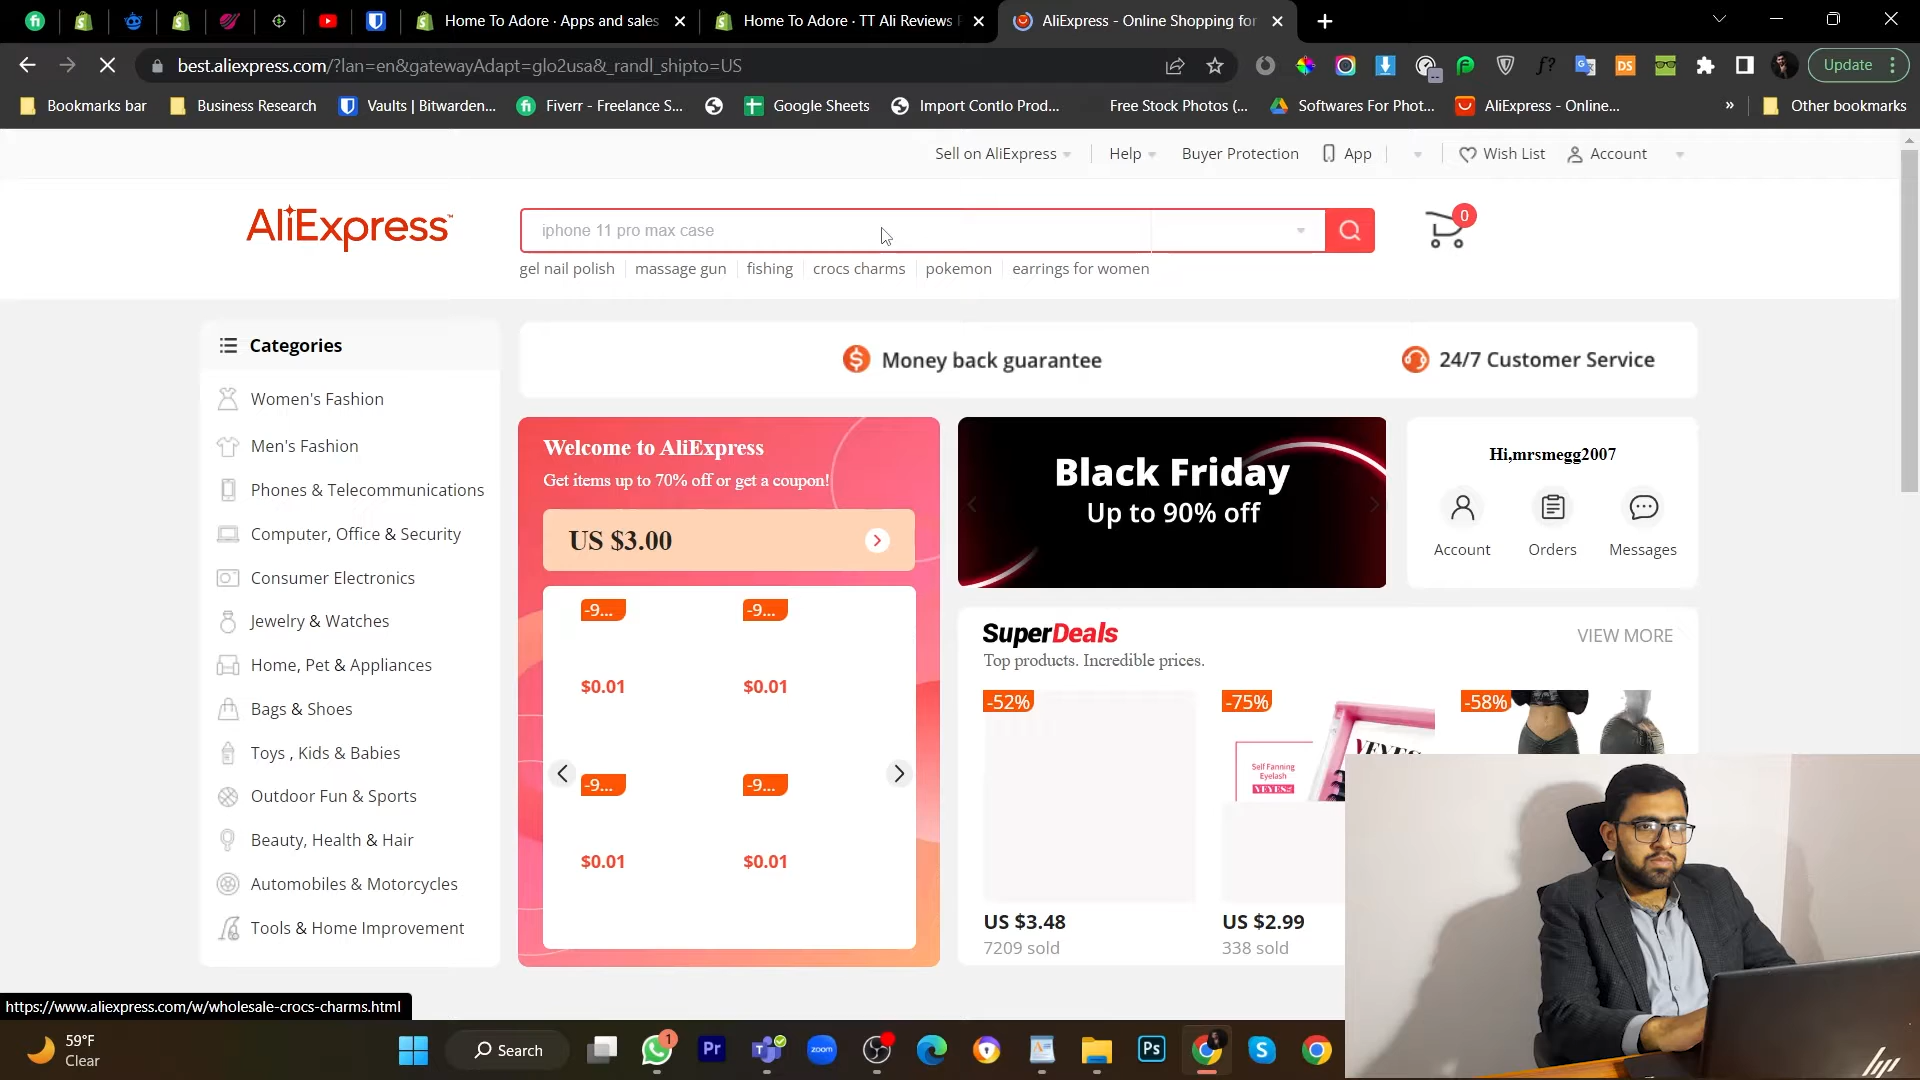 Home To Adore · Apps and sales
Home To Adore · TT Ali Reviews
AliExpress - Online Shopping for
best.aliexpress.com/?lan=en&gatewayAdapt=glo2usa&_randl_shipto=US
Update
Bookmarks bar
Business Research
Vaults | Bitwarden...
Fiverr - Freelance S...
Google Sheets
Import Contlo Prod...
Free Stock Photos (...
Softwares For Phot...
AliExpress - Online...
»
Other bookmarks
Sell on AliExpress
Help
Buyer Protection
App
Wish List
Account
AliExpress
iphone 11 pro max case
0
gel nail polish
massage gun
fishing
crocs charms
pokemon
earrings for women
Categories
Women's Fashion
Men's Fashion
Phones & Telecommunications
Computer, Office & Security
Consumer Electronics
Jewelry & Watches
Home, Pet & Appliances
Bags & Shoes
Toys , Kids & Babies
Outdoor Fun & Sports
Beauty, Health & Hair
Automobiles & Motorcycles
Tools & Home Improvement
Money back guarantee
24/7 Customer Service
Welcome to AliExpress
Get items up to 70% off or get a coupon!
US $3.00
-9...
-9...
$0.01
$0.01
-9...
-9...
$0.01
$0.01
Black Friday
Up to 90% off
Hi,mrsmegg2007
Account
Orders
Messages
SuperDeals
VIEW MORE
Top products. Incredible prices.
-52%
-75%
-58%
Self Fanning
Eyelash
VEYES
US $3.48
7209 sold
US $2.99
338 sold
https://www.aliexpress.com/w/wholesale-crocs-charms.html
59°F
Clear
Search
1
Pr
zoom
Ps
S